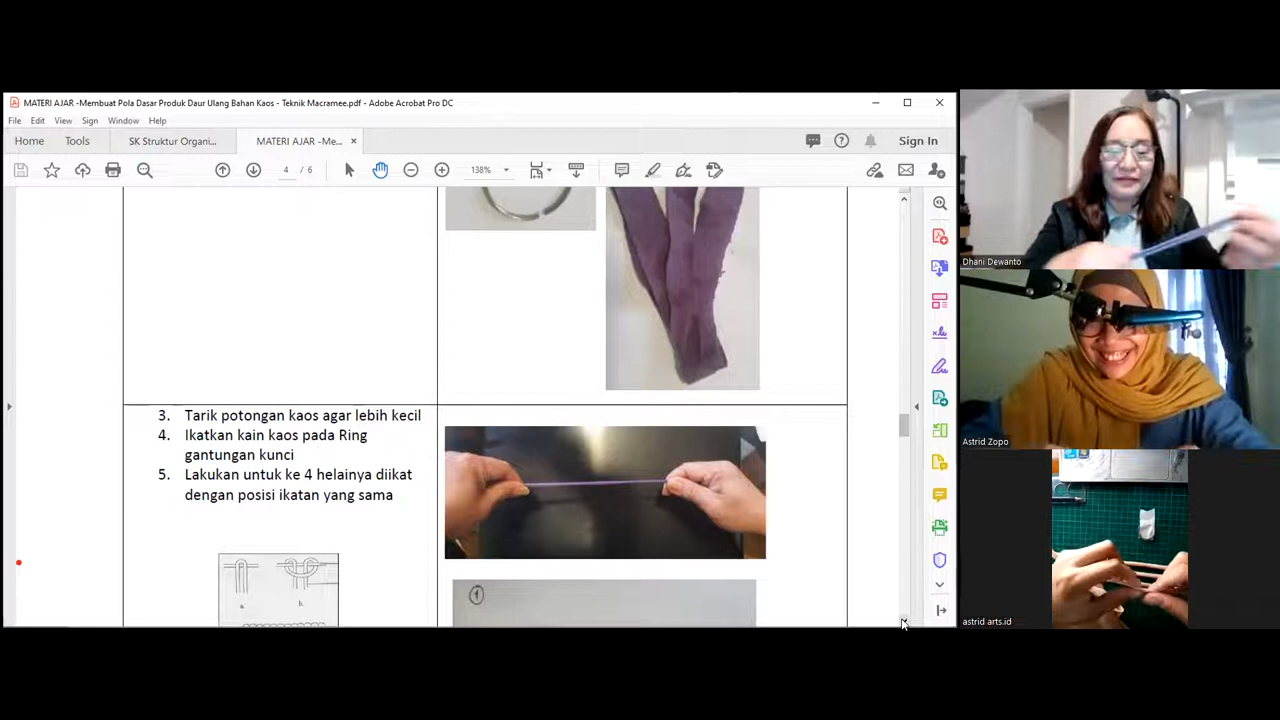 MATERI AJAR -Membuat Pola Dasar Produk Daur Ulang Bahan Kaos - Teknik Macramee.pdf - Adobe Acrobat Pro DC
File Edit View Sign Window Help
Home Tools SK Struktur Organi... MATERI AJAR -Me... × Sign In
4 / 6 138%
3. Tarik potongan kaos agar lebih kecil
4. Ikatkan kain kaos pada Ring
gantungan kunci
5. Lakukan untuk ke 4 helainya diikat
dengan posisi ikatan yang sama
a. b.
1
Dhani Dewanto
Astrid Zopo
astrid arts.id